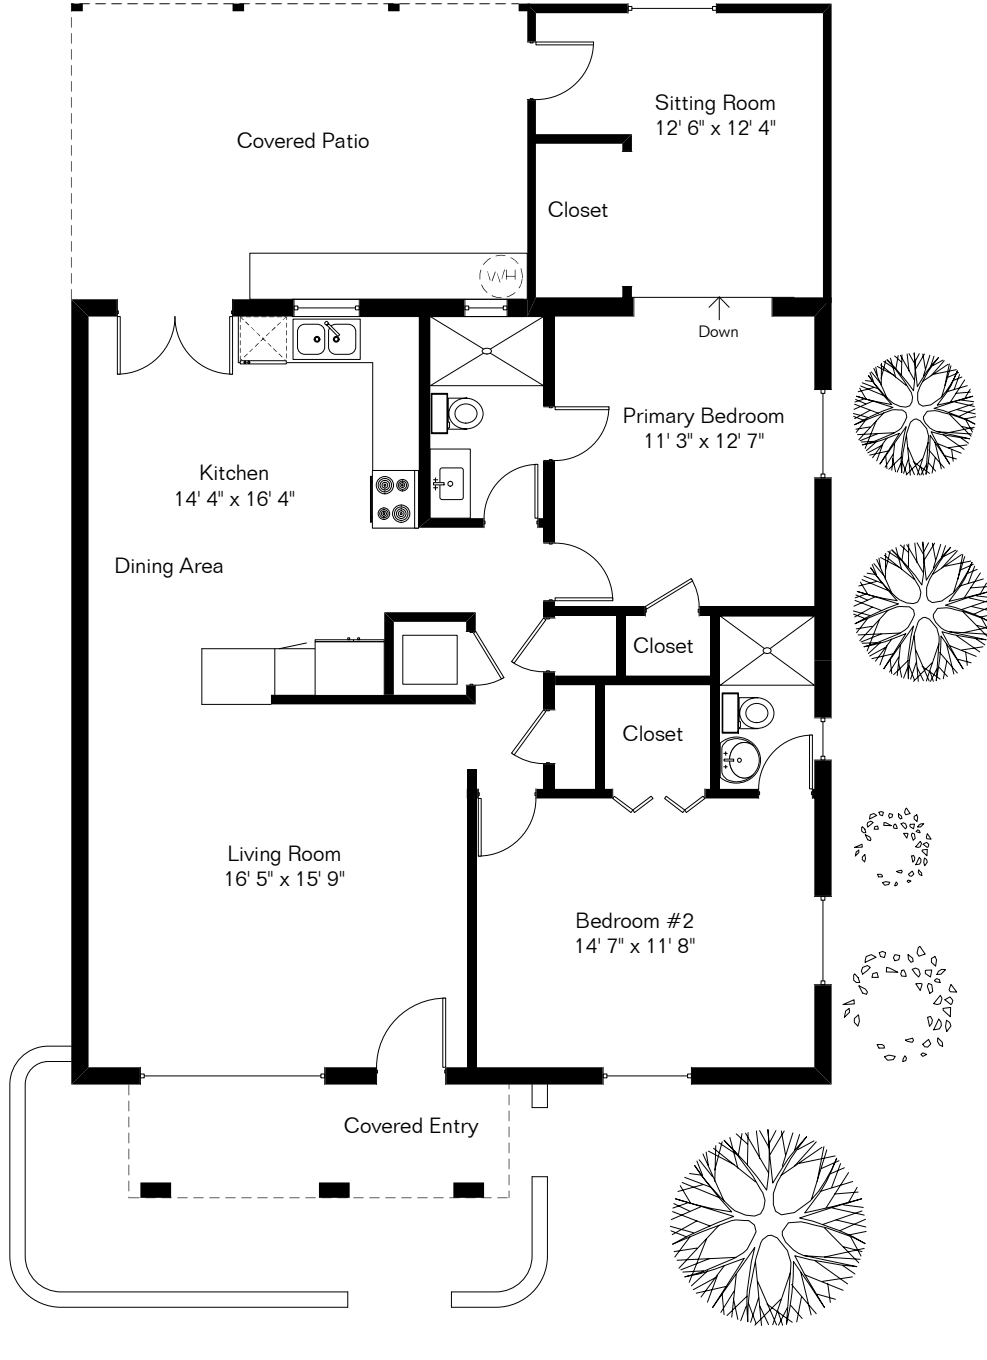 Sitting Room
12' 6" x 12' 4"
Covered Patio
Closet
WH
Down
Primary Bedroom
11' 3" x 12' 7"
Kitchen
14' 4" x 16' 4"
Dining Area
Closet
Closet
Living Room
16' 5" x 15' 9"
Bedroom #2
14' 7" x 11' 8"
Covered Entry